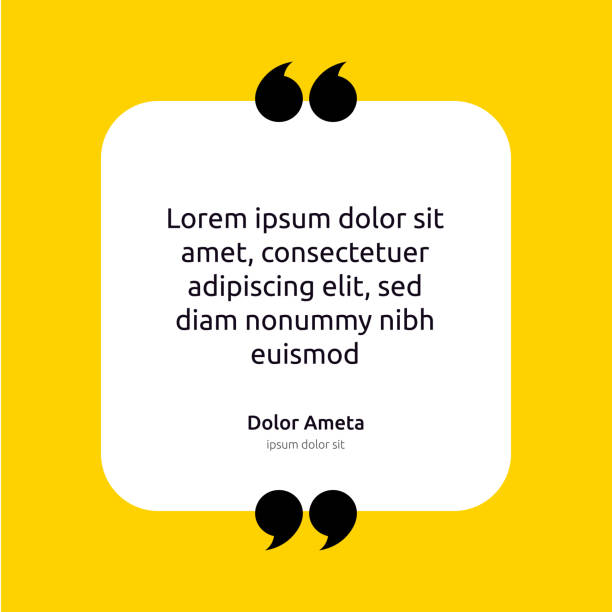 “
Lorem ipsum dolor sit
amet, consectetuer
adipiscing elit, sed
diam nonummy nibh
euismod
Dolor Ameta
ipsum dolor sit
”